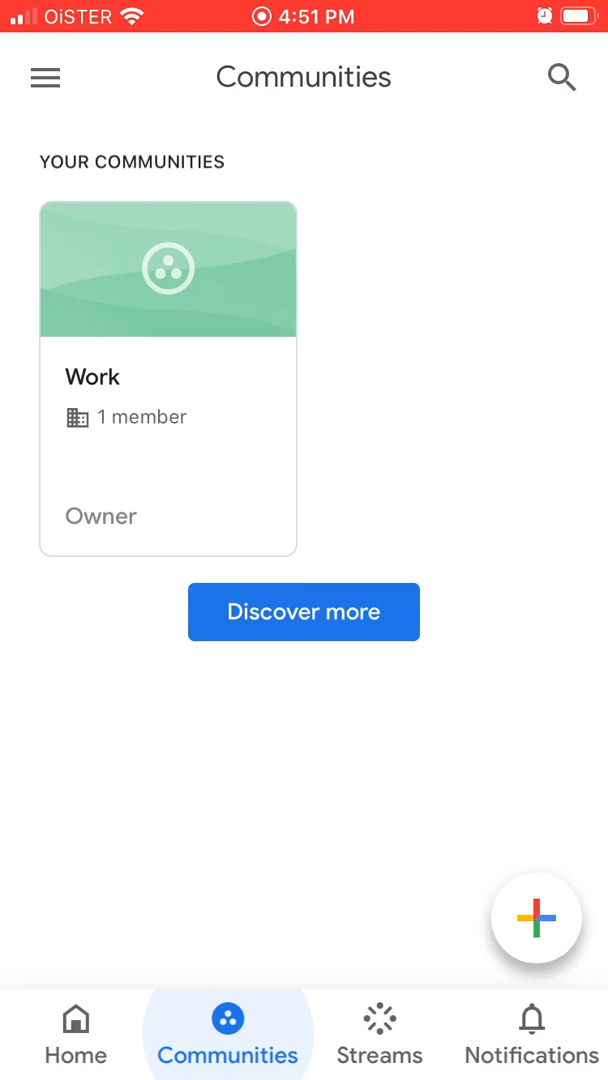 OiSTER 4:51 PM
Communities
YOUR COMMUNITIES
Work
1 member
Owner
Discover more
Home Communities Streams Notifications